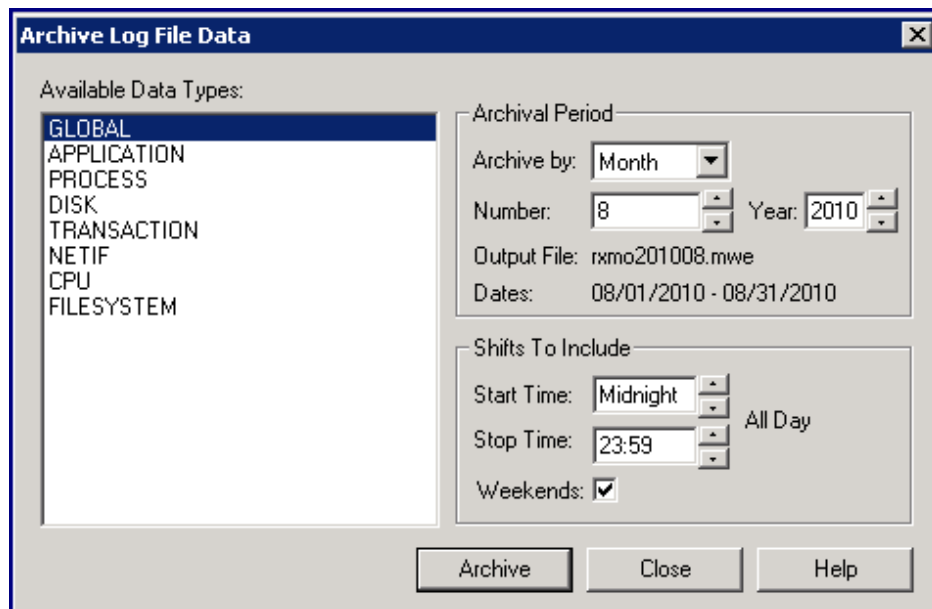 Archive Log File Data
Available Data Types:
GLOBAL
APPLICATION
PROCESS
DISK
TRANSACTION
NETIF
CPU
FILESYSTEM
Archival Period
Archive by: Month
Number: 8 Year: 2010
Output File: rxmo201008.mwe
Dates: 08/01/2010 - 08/31/2010
Shifts To Include
Start Time: Midnight
All Day
Stop Time: 23:59
Weekends:
Archive Close Help